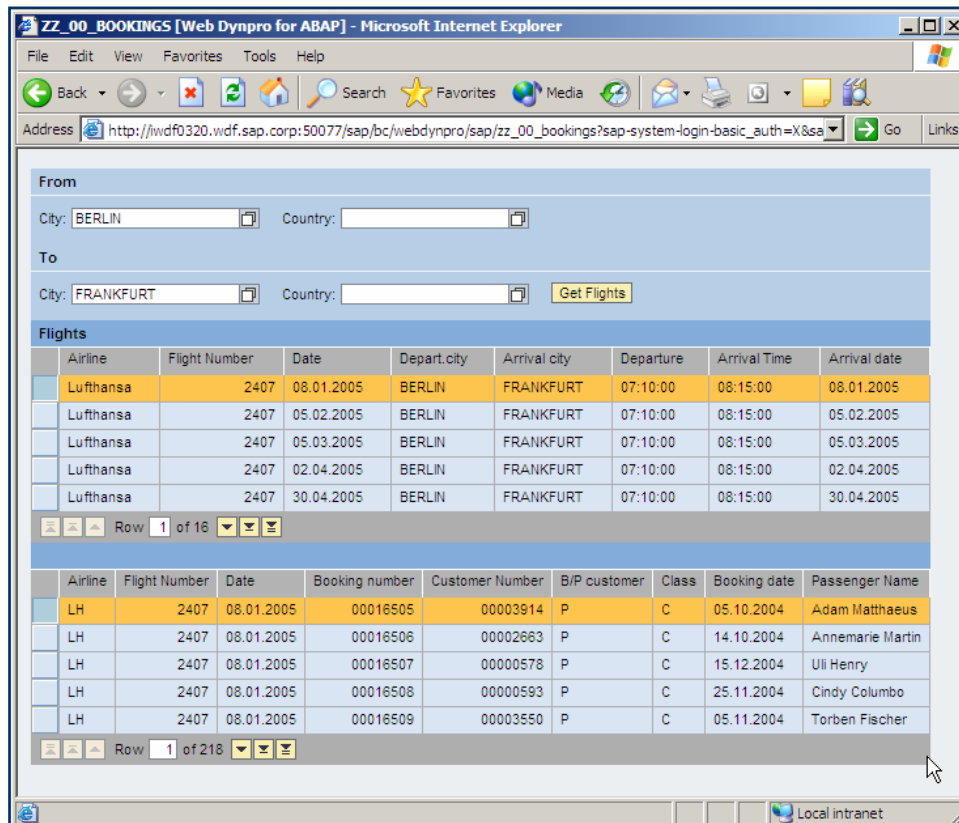 ZZ_00_BOOKINGS [Web Dynpro for ABAP] - Microsoft Internet Explorer
File Edit View Favorites Tools Help
Back Search Favorites Media
Address http://iwdf0320.wdf.sap.corp:50077/sap/bc/webdynpro/sap/zz_00_bookings?sap-system-login-basic_auth=X&sa Go Links
From
City: BERLIN Country:
To
City: FRANKFURT Country: Get Flights
Flights
Airline Flight Number Date Depart.city Arrival city Departure Arrival Time Arrival date
Lufthansa 2407 08.01.2005 BERLIN FRANKFURT 07:10:00 08:15:00 08.01.2005
Lufthansa 2407 05.02.2005 BERLIN FRANKFURT 07:10:00 08:15:00 05.02.2005
Lufthansa 2407 05.03.2005 BERLIN FRANKFURT 07:10:00 08:15:00 05.03.2005
Lufthansa 2407 02.04.2005 BERLIN FRANKFURT 07:10:00 08:15:00 02.04.2005
Lufthansa 2407 30.04.2005 BERLIN FRANKFURT 07:10:00 08:15:00 30.04.2005
Row 1 of 16
Airline Flight Number Date Booking number Customer Number B/P customer Class Booking date Passenger Name
LH 2407 08.01.2005 00016505 00003914 P C 05.10.2004 Adam Matthaeus
LH 2407 08.01.2005 00016506 00002663 P C 14.10.2004 Annemarie Martin
LH 2407 08.01.2005 00016507 00000578 P C 15.12.2004 Uli Henry
LH 2407 08.01.2005 00016508 00000593 P C 25.11.2004 Cindy Columbo
LH 2407 08.01.2005 00016509 00003550 P C 05.11.2004 Torben Fischer
Row 1 of 218
Local intranet